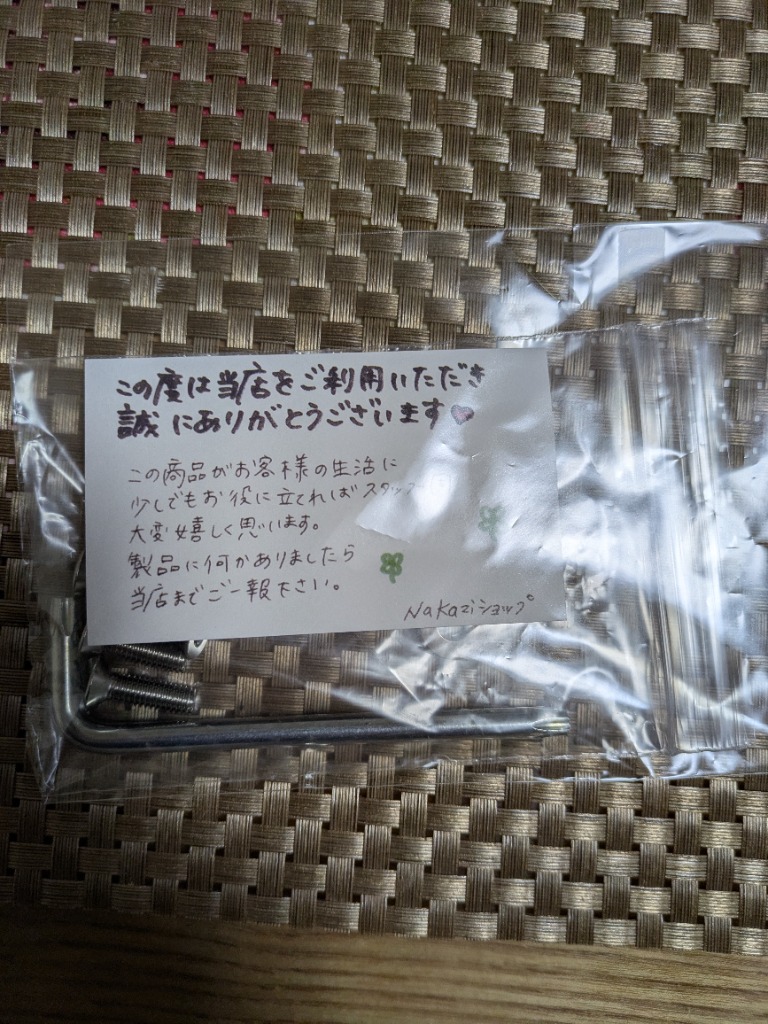 この度は当店をご利用いただき
誠にありがとうございます
この商品がお客様の生活に
少しでもお役に立てればスタッフ
大変嬉しく思います。
製品に何かありましたら
当店までご一報下さい。
Nakaziショップ